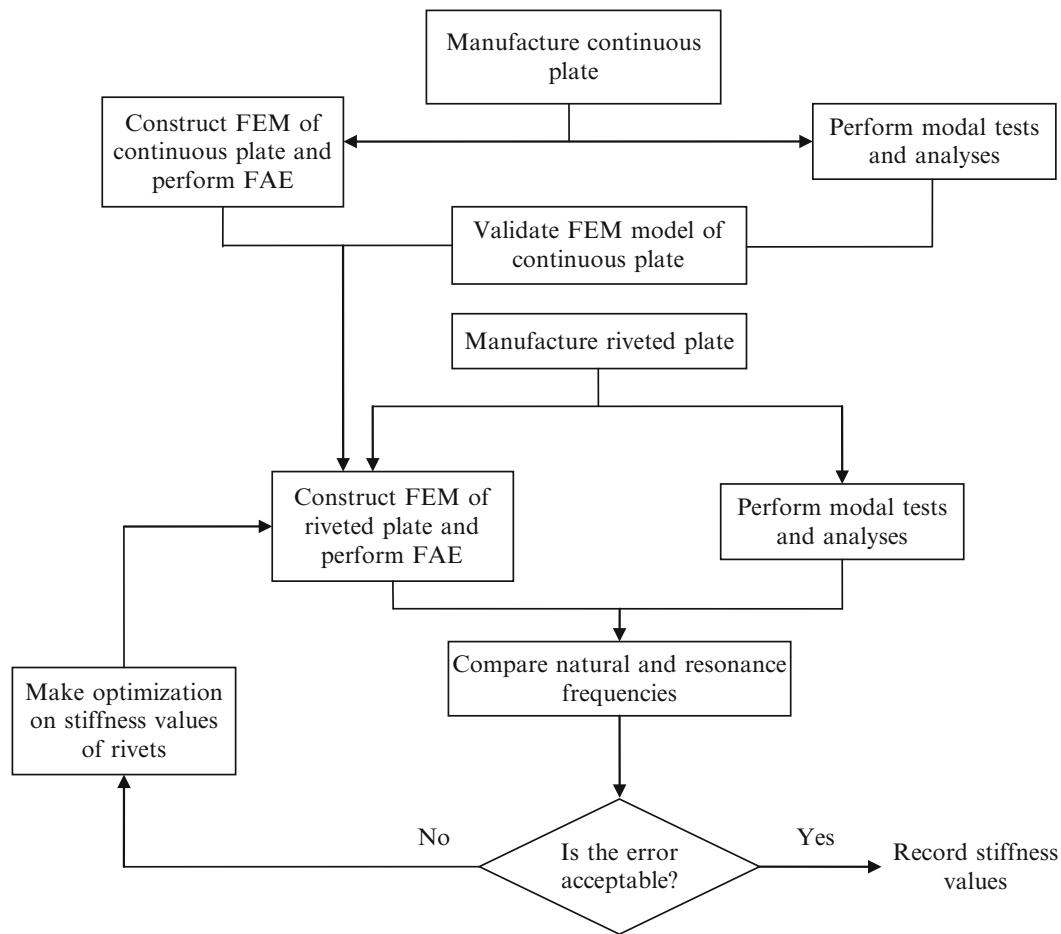 Manufacture continuous
plate
Construct FEM of
continuous plate and
perform FAE
Perform modal tests
and analyses
Validate FEM model of
continuous plate
Manufacture riveted plate
Construct FEM of
riveted plate and
perform FAE
Perform modal tests
and analyses
Compare natural and resonance
frequencies
Make optimization
on stiffness values
of rivets
No
Is the error
acceptable?
Yes
Record stiffness
values